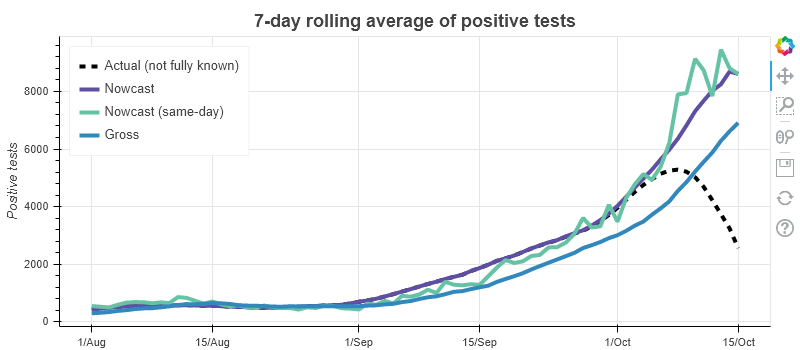 7-day rolling average of positive tests
Actual (not fully known)
Nowcast
Nowcast (same-day)
Gross
Positive tests
8000
6000
4000
2000
0
1/Aug
15/Aug
1/Sep
15/Sep
1/Oct
15/Oct